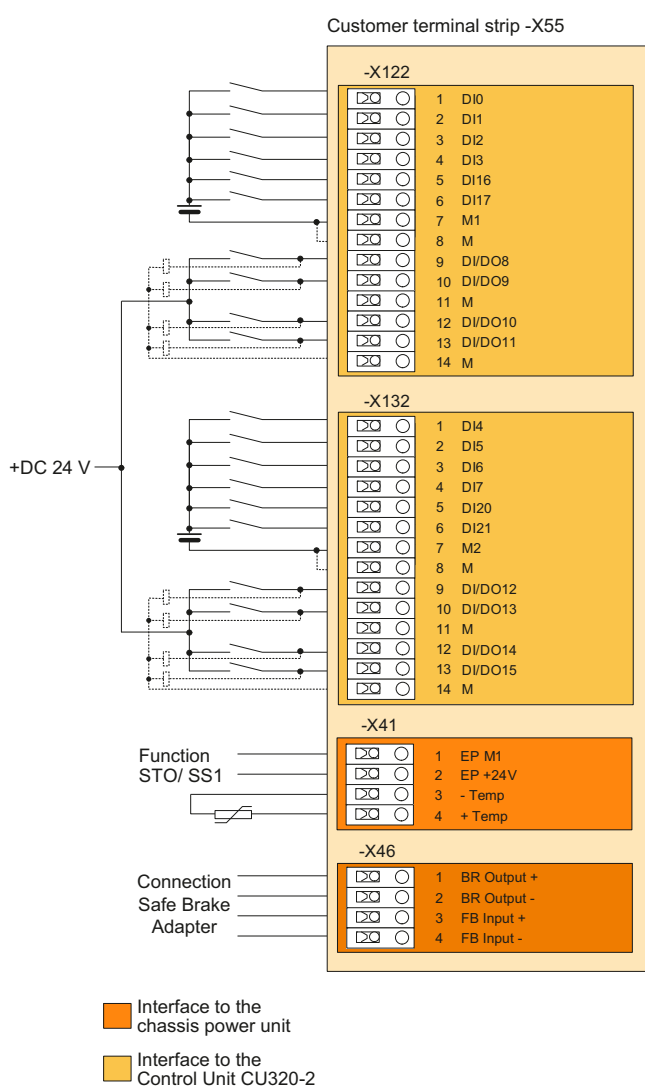 Customer terminal strip -X55
-X122
1 DI0
2 DI1
3 DI2
4 DI3
5 DI16
6 DI17
7 M1
8 M
9 DI/DO8
10 DI/DO9
11 M
12 DI/DO10
13 DI/DO11
14 M
-X132
1 DI4
2 DI5
+DC 24 V
3 DI6
4 DI7
5 DI20
6 DI21
7 M2
8 M
9 DI/DO12
10 DI/DO13
11 M
12 DI/DO14
13 DI/DO15
14 M
-X41
Function
STO/ SS1
1 EP M1
2 EP +24V
3 - Temp
4 + Temp
-X46
Connection
Safe Brake
Adapter
1 BR Output +
2 BR Output -
3 FB Input +
4 FB Input -
Interface to the
chassis power unit
Interface to the
Control Unit CU320-2